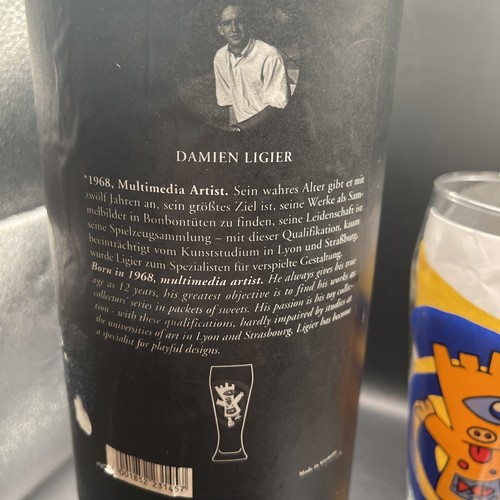 DAMIEN LIGIER
*1968, Multimedia Artist. Sein wahres Alter gibt er mit
zwölf Jahren an, sein größtes Ziel ist, seine Werke als Sam-
melbilder in Bonbontüten zu finden, seine Leidenschaft ist
seine Spielzeugsammlung – mit dieser Qualifikation, kaum
beeinträchtigt vom Kunststudium in Lyon und Straßburg,
wurde Ligier zum Spezialisten für verspielte Gestaltung.
Born in 1968, multimedia artist. He always gives his true
age as 12 years, his greatest objective is to find his works as
collectors' series in packets of sweets. His passion is his toy collec-
tion - with these qualifications, hardly impaired by studies at
the universities of art in Lyon and Strasbourg, Ligier has become
a specialist for playful designs.
Made in Germany